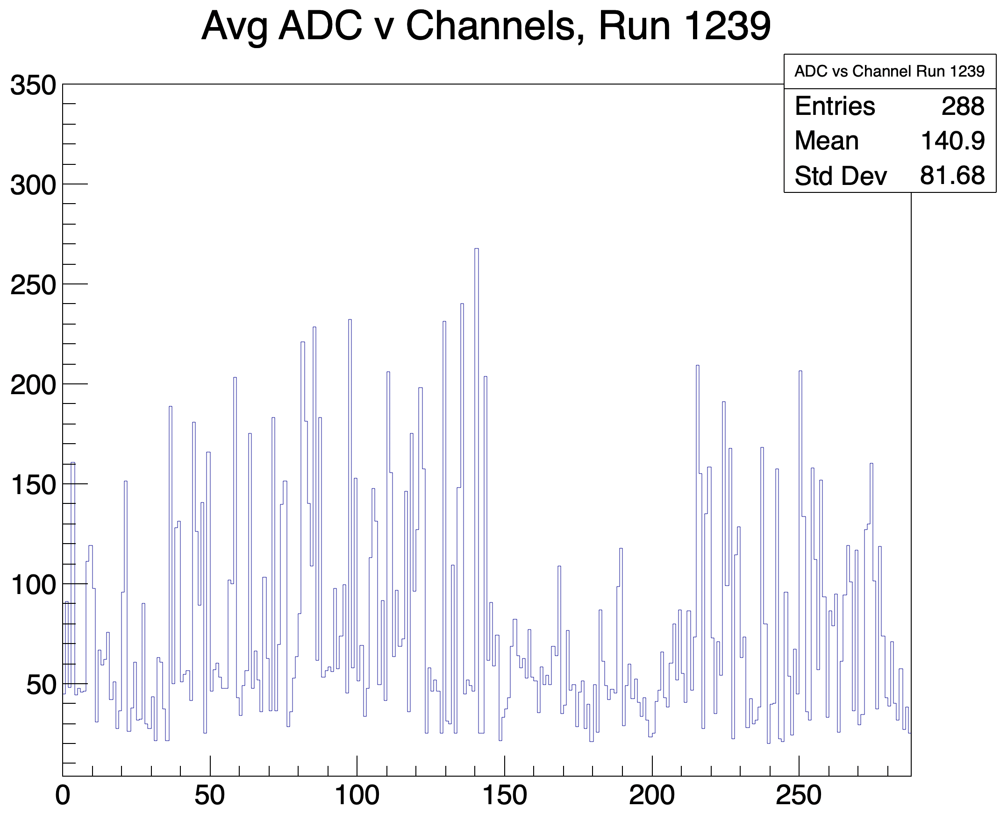 Avg ADC v Channels, Run 1239
ADC vs Channel Run 1239
Entries 288
Mean 140.9
Std Dev 81.68
350
300
250
200
150
100
50
0 50 100 150 200 250